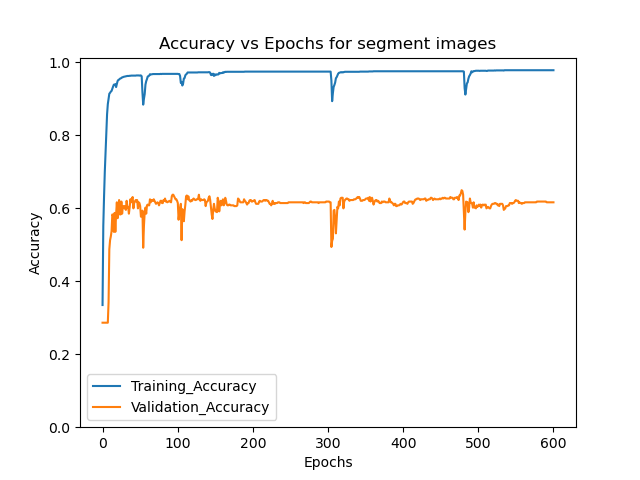 Accuracy vs Epochs for segment images
1.0
0.8
0.6
0.4
0.2
0.0
Accuracy
Training_Accuracy
Validation_Accuracy
0 100 200 300 400 500 600
Epochs